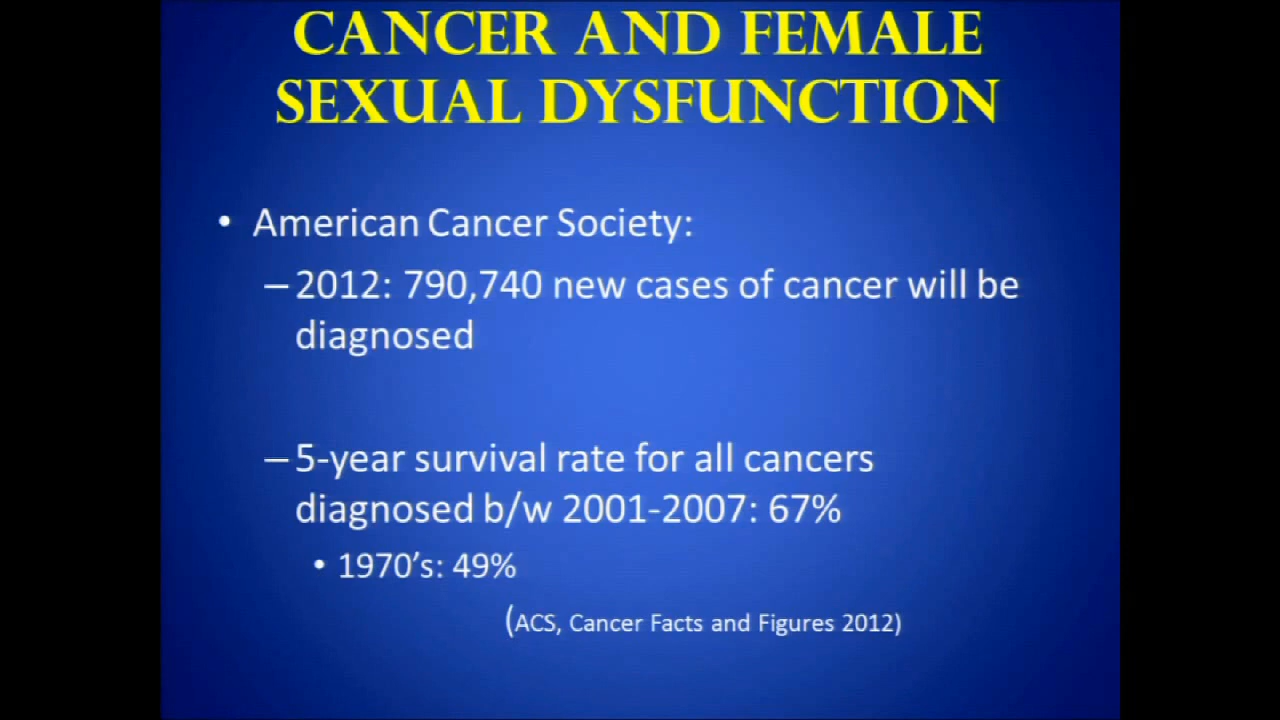 CANCER AND FEMALE
SEXUAL DYSFUNCTION
• American Cancer Society:
– 2012: 790,740 new cases of cancer will be
diagnosed
– 5-year survival rate for all cancers
diagnosed b/w 2001-2007: 67%
• 1970’s: 49%
(ACS, Cancer Facts and Figures 2012)